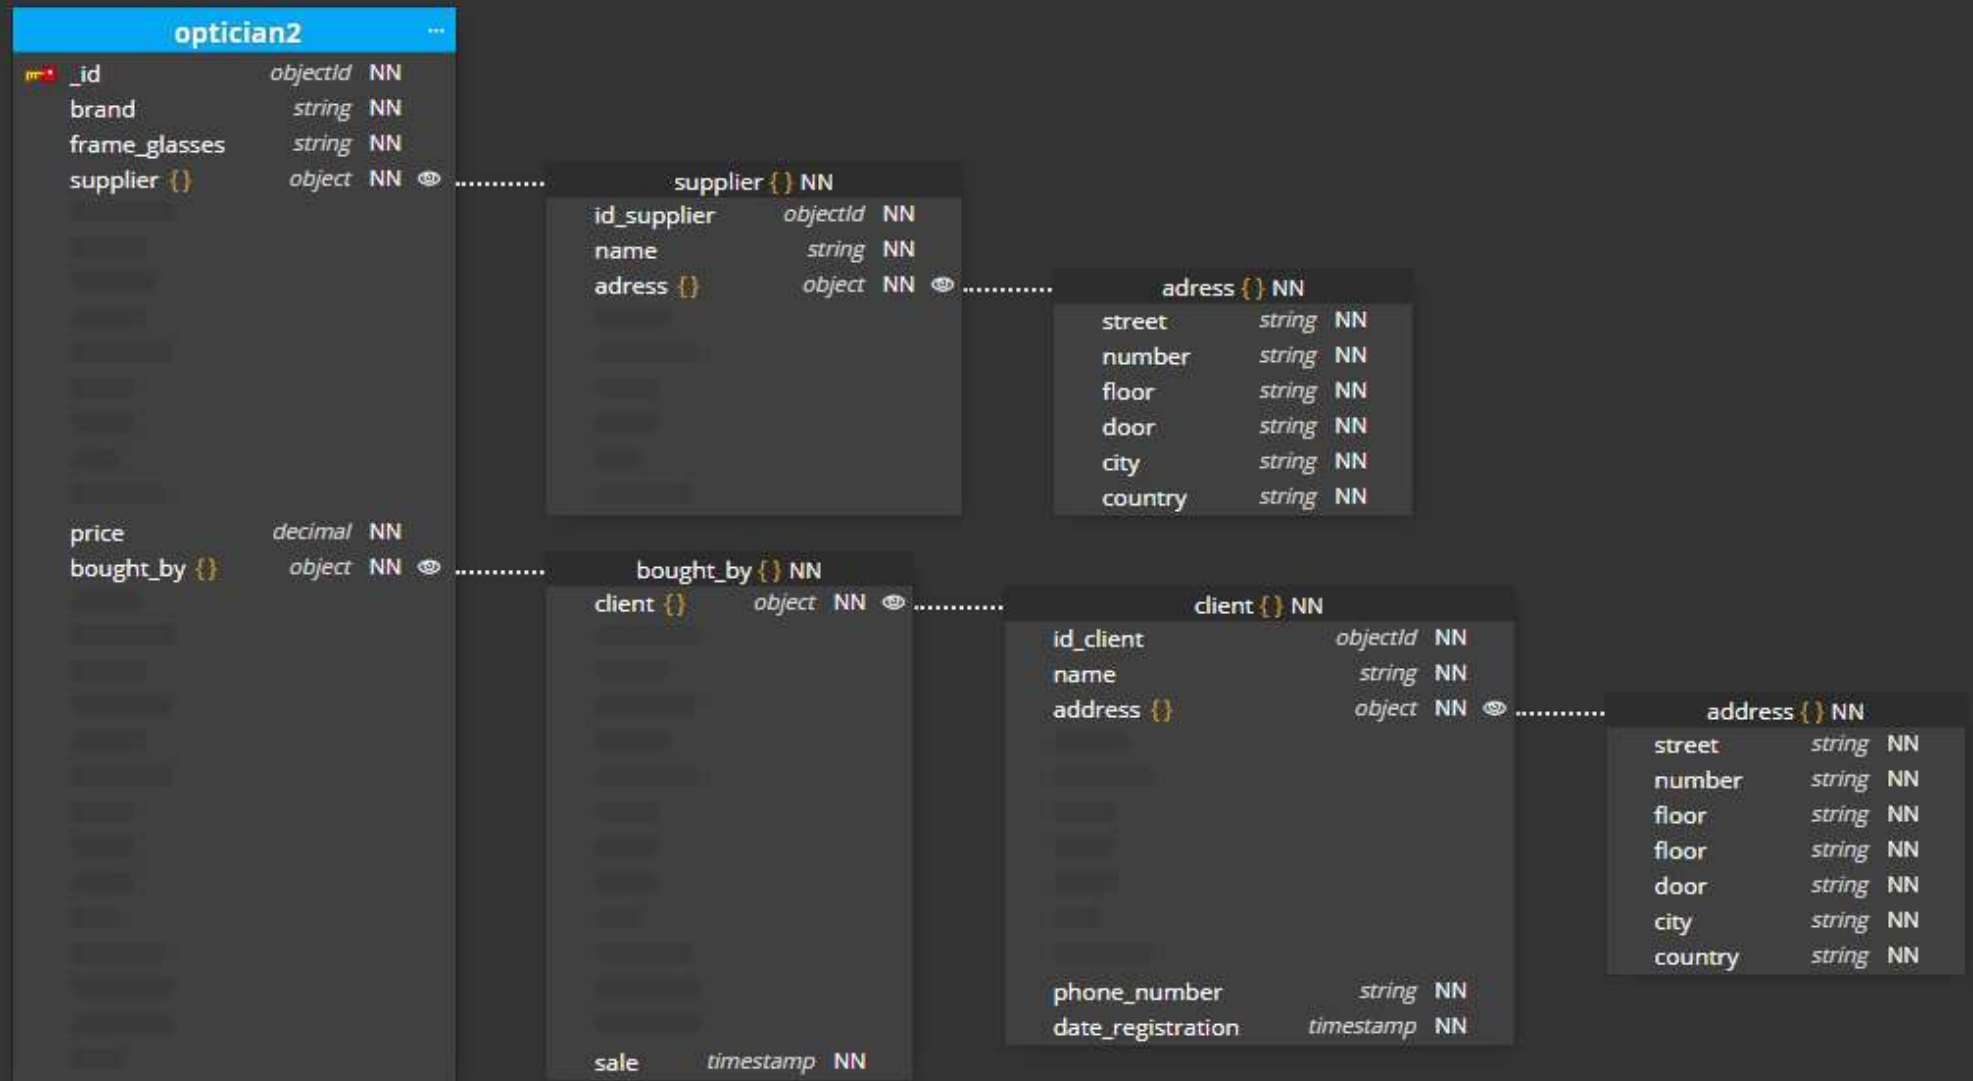 optician2 ...
_id objectId NN
brand string NN
frame_glasses string NN
supplier {} object NN
price decimal NN
bought_by {} object NN
supplier {} NN
id_supplier objectId NN
name string NN
adress {} object NN
adress {} NN
street string NN
number string NN
floor string NN
door string NN
city string NN
country string NN
bought_by {} NN
client {} object NN
sale timestamp NN
client {} NN
id_client objectId NN
name string NN
address {} object NN
phone_number string NN
date_registration timestamp NN
address {} NN
street string NN
number string NN
floor string NN
floor string NN
door string NN
city string NN
country string NN